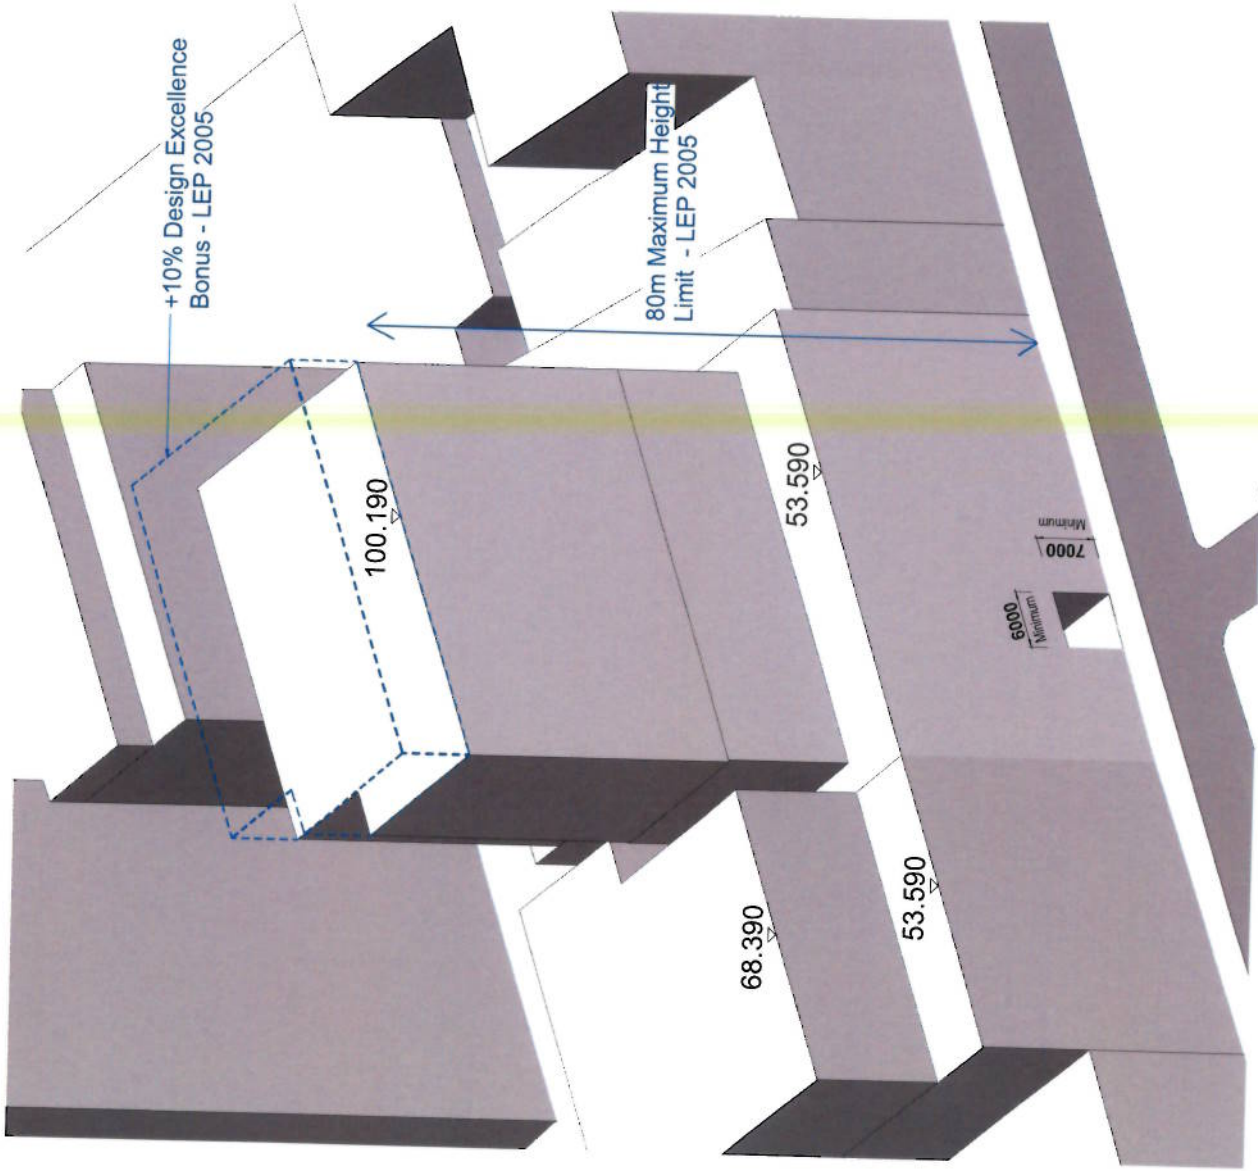 +10% Design Excellence
Bonus - LEP 2005
80m Maximum Height
Limit - LEP 2005
100.190
53.590
7000
Minimum
6000
Minimum
53.590
68.390